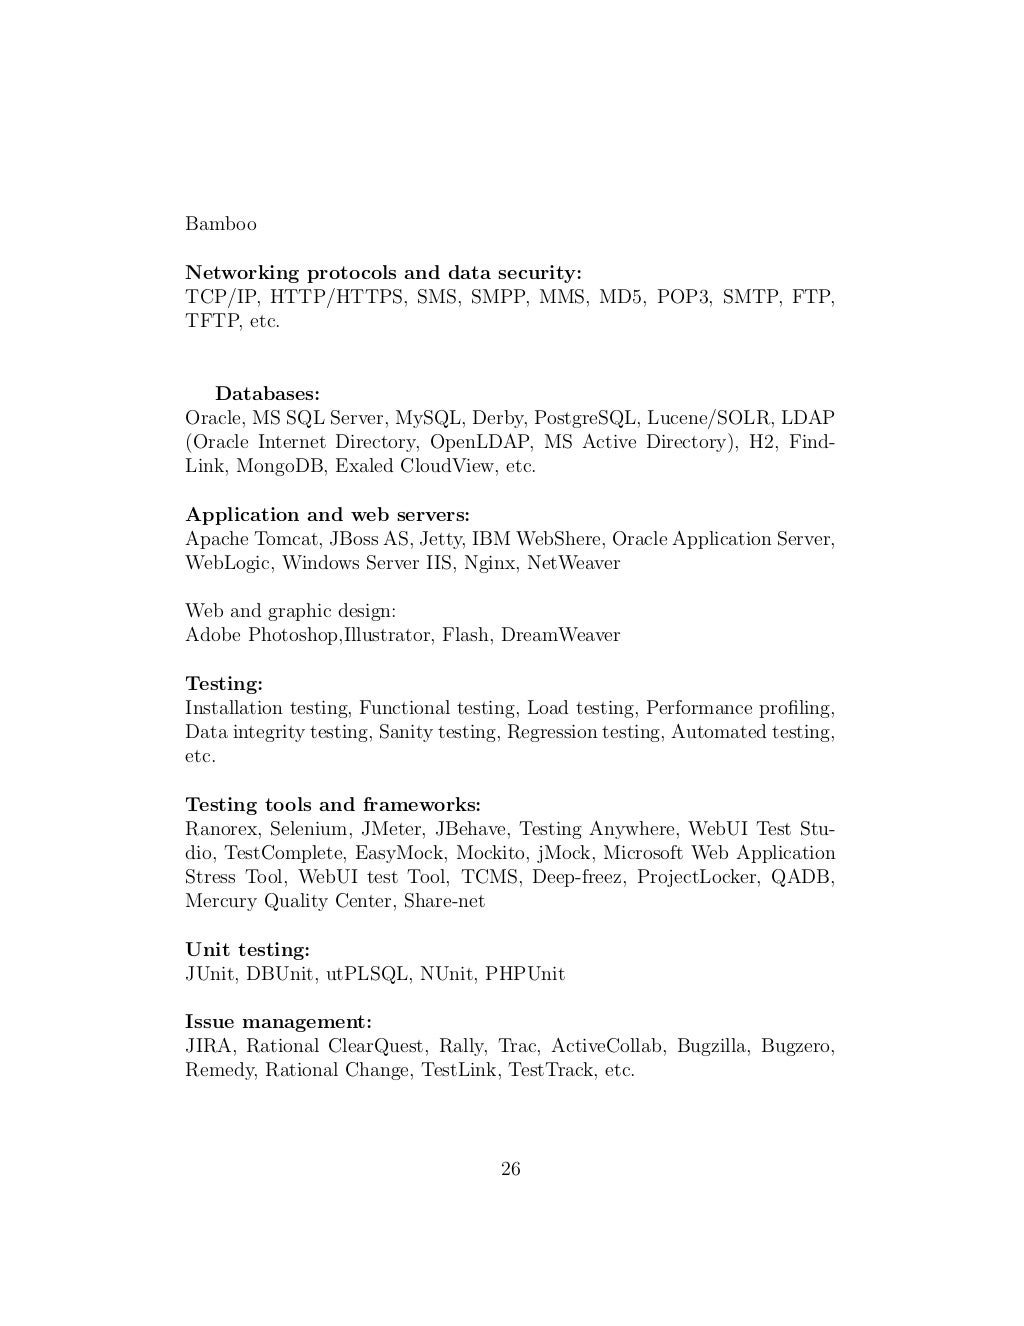 Bamboo
Networking protocols and data security:
TCP/IP, HTTP/HTTPS, SMS, SMPP, MMS, MD5, POP3, SMTP, FTP,
TFTP, etc.
Databases:
Oracle, MS SQL Server, MySQL, Derby, PostgreSQL, Lucene/SOLR, LDAP
(Oracle Internet Directory, OpenLDAP, MS Active Directory), H2, Find-
Link, MongoDB, Exaled CloudView, etc.
Application and web servers:
Apache Tomcat, JBoss AS, Jetty, IBM WebShere, Oracle Application Server,
WebLogic, Windows Server IIS, Nginx, NetWeaver
Web and graphic design:
Adobe Photoshop,Illustrator, Flash, DreamWeaver
Testing:
Installation testing, Functional testing, Load testing, Performance profiling,
Data integrity testing, Sanity testing, Regression testing, Automated testing,
etc.
Testing tools and frameworks:
Ranorex, Selenium, JMeter, JBehave, Testing Anywhere, WebUI Test Stu-
dio, TestComplete, EasyMock, Mockito, jMock, Microsoft Web Application
Stress Tool, WebUI test Tool, TCMS, Deep-freez, ProjectLocker, QADB,
Mercury Quality Center, Share-net
Unit testing:
JUnit, DBUnit, utPLSQL, NUnit, PHPUnit
Issue management:
JIRA, Rational ClearQuest, Rally, Trac, ActiveCollab, Bugzilla, Bugzero,
Remedy, Rational Change, TestLink, TestTrack, etc.
26